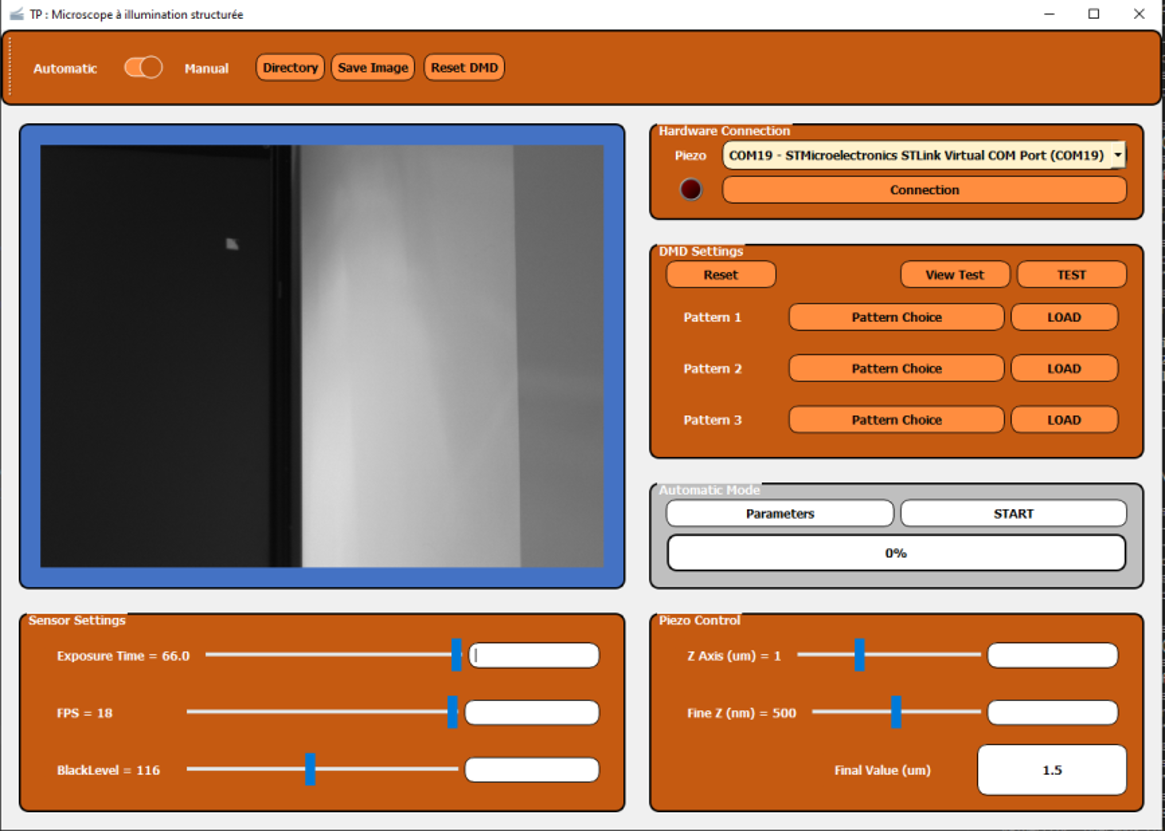 TP : Microscope à illumination structurée
Automatic Manual Directory Save Image Reset DMD
Hardware Connection
Piezo COM19 - STMicroelectronics STLink Virtual COM Port (COM19)
Connection
DMD Settings
Reset View Test TEST
Pattern 1 Pattern Choice LOAD
Pattern 2 Pattern Choice LOAD
Pattern 3 Pattern Choice LOAD
Automatic Mode
Parameters START
0%
Sensor Settings
Exposure Time = 66.0
FPS = 18
BlackLevel = 116
Piezo Control
Z Axis (um) = 1
Fine Z (nm) = 500
Final Value (um) 1.5